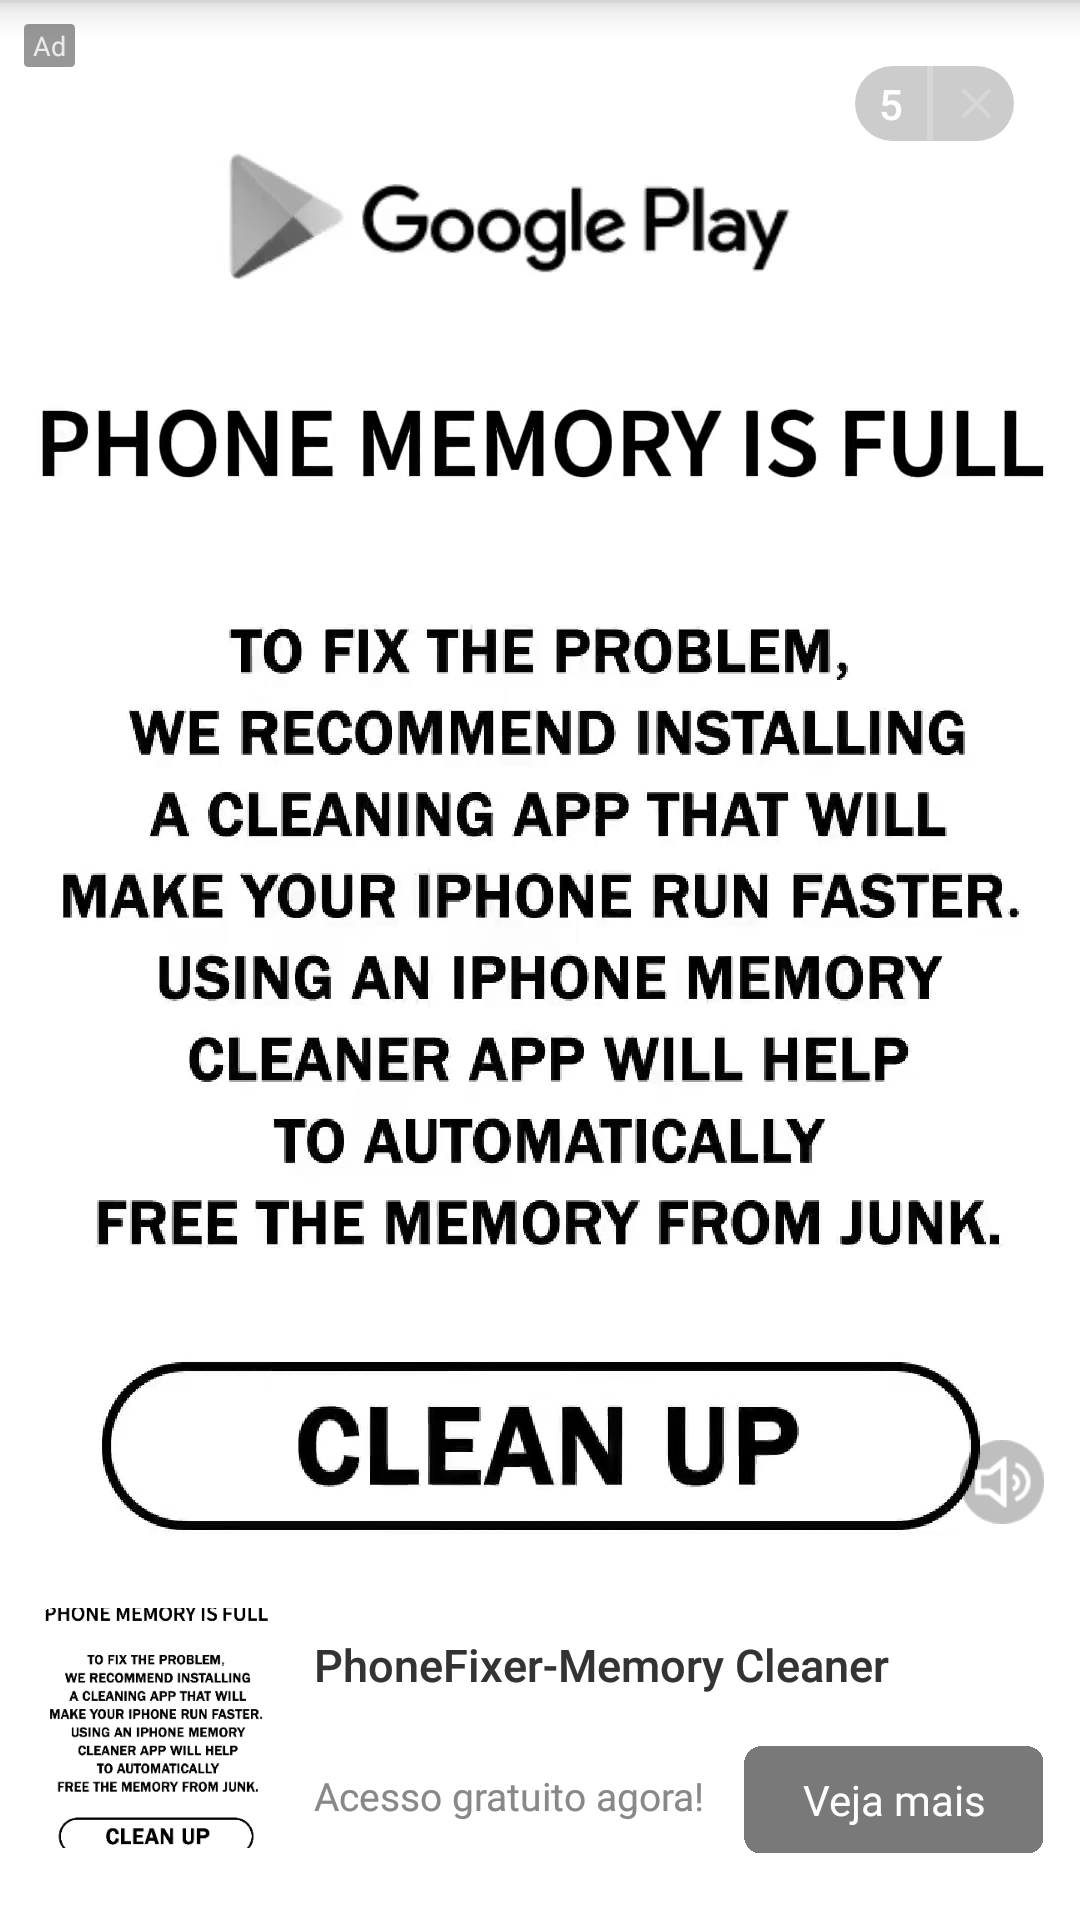 Ad
5
Google Play
PHONE MEMORY IS FULL
TO FIX THE PROBLEM,
WE RECOMMEND INSTALLING
A CLEANING APP THAT WILL
MAKE YOUR IPHONE RUN FASTER.
USING AN IPHONE MEMORY
CLEANER APP WILL HELP
TO AUTOMATICALLY
FREE THE MEMORY FROM JUNK.
CLEAN UP
PHONE MEMORY IS FULL
TO FIX THE PROBLEM,
WE RECOMMEND INSTALLING
A CLEANING APP THAT WILL
MAKE YOUR IPHONE RUN FASTER.
USING AN IPHONE MEMORY
CLEANER APP WILL HELP
TO AUTOMATICALLY
FREE THE MEMORY FROM JUNK.
CLEAN UP
PhoneFixer-Memory Cleaner
Acesso gratuito agora!
Veja mais